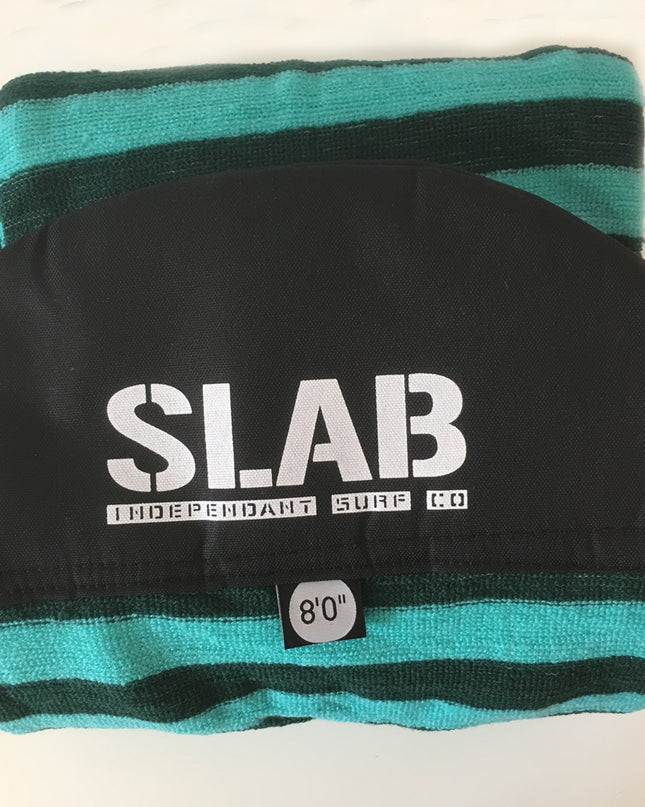 SLAB
INDEPENDANT SURF CO
8'0"